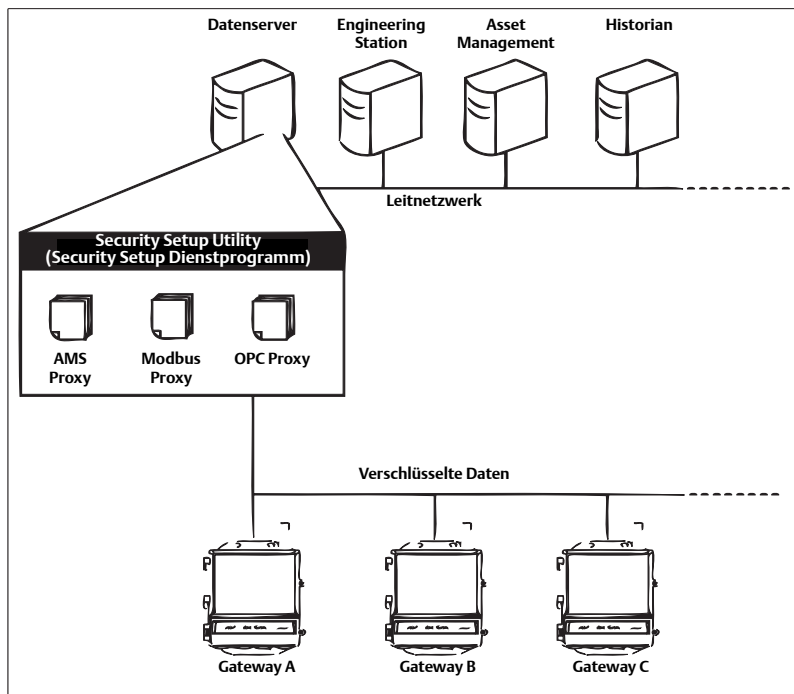 Datenserver
Engineering
Station
Asset
Management
Historian
Leitnetzwerk
Security Setup Utility
(Security Setup Dienstprogramm)
AMS
Proxy
Modbus
Proxy
OPC Proxy
Verschlüsselte Daten
Gateway A
Gateway B
Gateway C